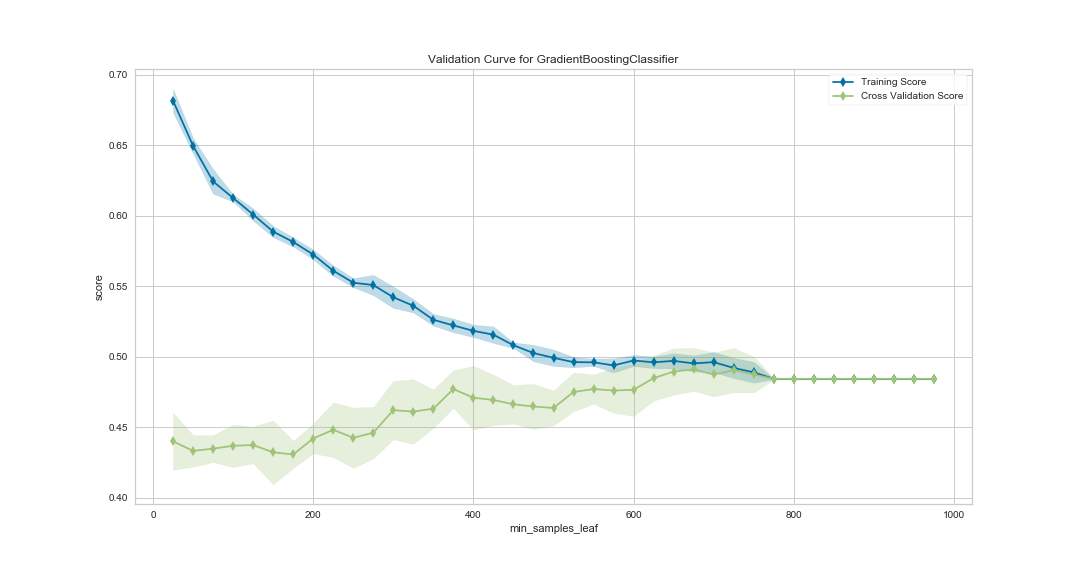 Validation Curve for GradientBoostingClassifier
Training Score
Cross Validation Score
0.70
0.65
0.60
0.55
0.50
0.45
0.40
score
0
200
400
600
800
1000
min_samples_leaf